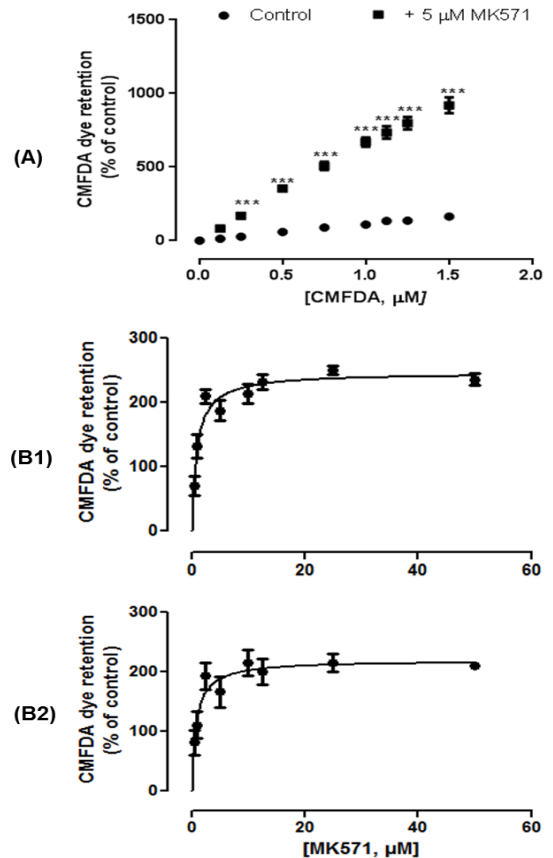 ● Control ■ + 5 µM MK571
(A)
CMFDA dye retention
(% of control)
1500
1000
500
0
***
***
***
***
***
***
***
0.0 0.5 1.0 1.5 2.0
[CMFDA, µM]
(B1)
CMFDA dye retention
(% of control)
300
200
100
0
0 20 40 60
(B2)
CMFDA dye retention
(% of control)
300
200
100
0
0 20 40 60
[MK571, µM]